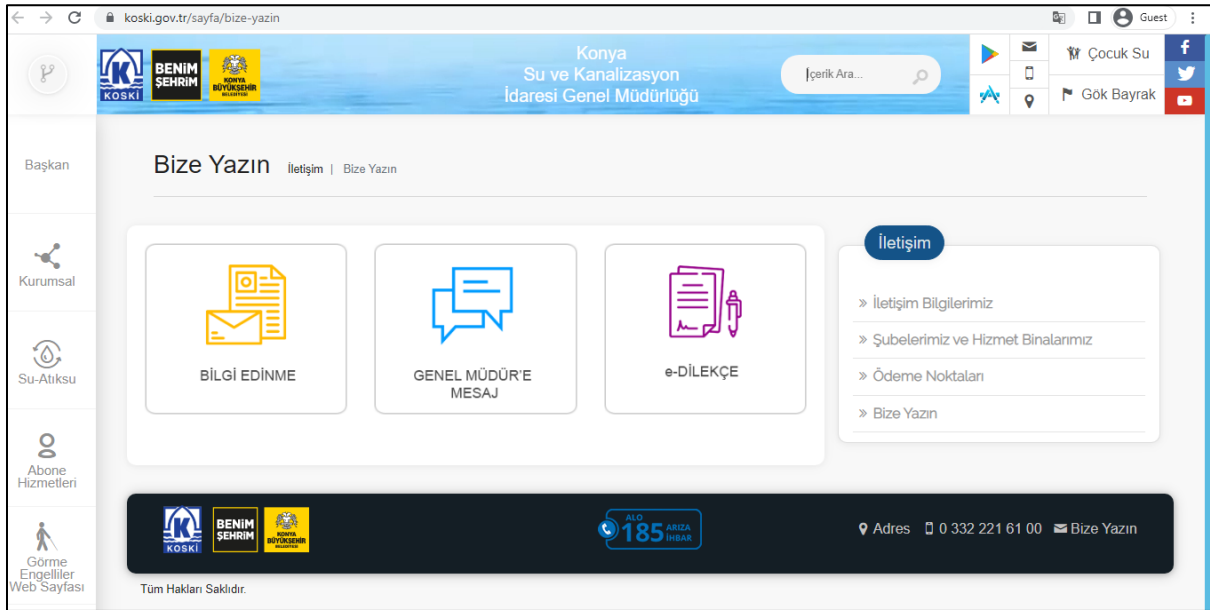 koski.gov.tr/sayfa/bize-yazin
Guest
KOSKİ
BENİM
ŞEHRİM
KONYA
BÜYÜKŞEHİR
BELEDİYESİ
Konya
Su ve Kanalizasyon
İdaresi Genel Müdürlüğü
İçerik Ara...
Çocuk Su
Gök Bayrak
Başkan
Kurumsal
Su-Atıksu
Abone
Hizmetleri
Görme
Engelliler
Web Sayfası
Bize Yazın İletişim | Bize Yazın
BİLGİ EDİNME
GENEL MÜDÜR'E
MESAJ
e-DİLEKÇE
İletişim
» İletişim Bilgilerimiz
» Şubelerimiz ve Hizmet Binalarımız
» Ödeme Noktaları
» Bize Yazın
KOSKİ
BENİM
ŞEHRİM
KONYA
BÜYÜKŞEHİR
BELEDİYESİ
ALO
185 ARIZA
İHBAR
Adres 0 332 221 61 00 Bize Yazın
Tüm Hakları Saklıdır.